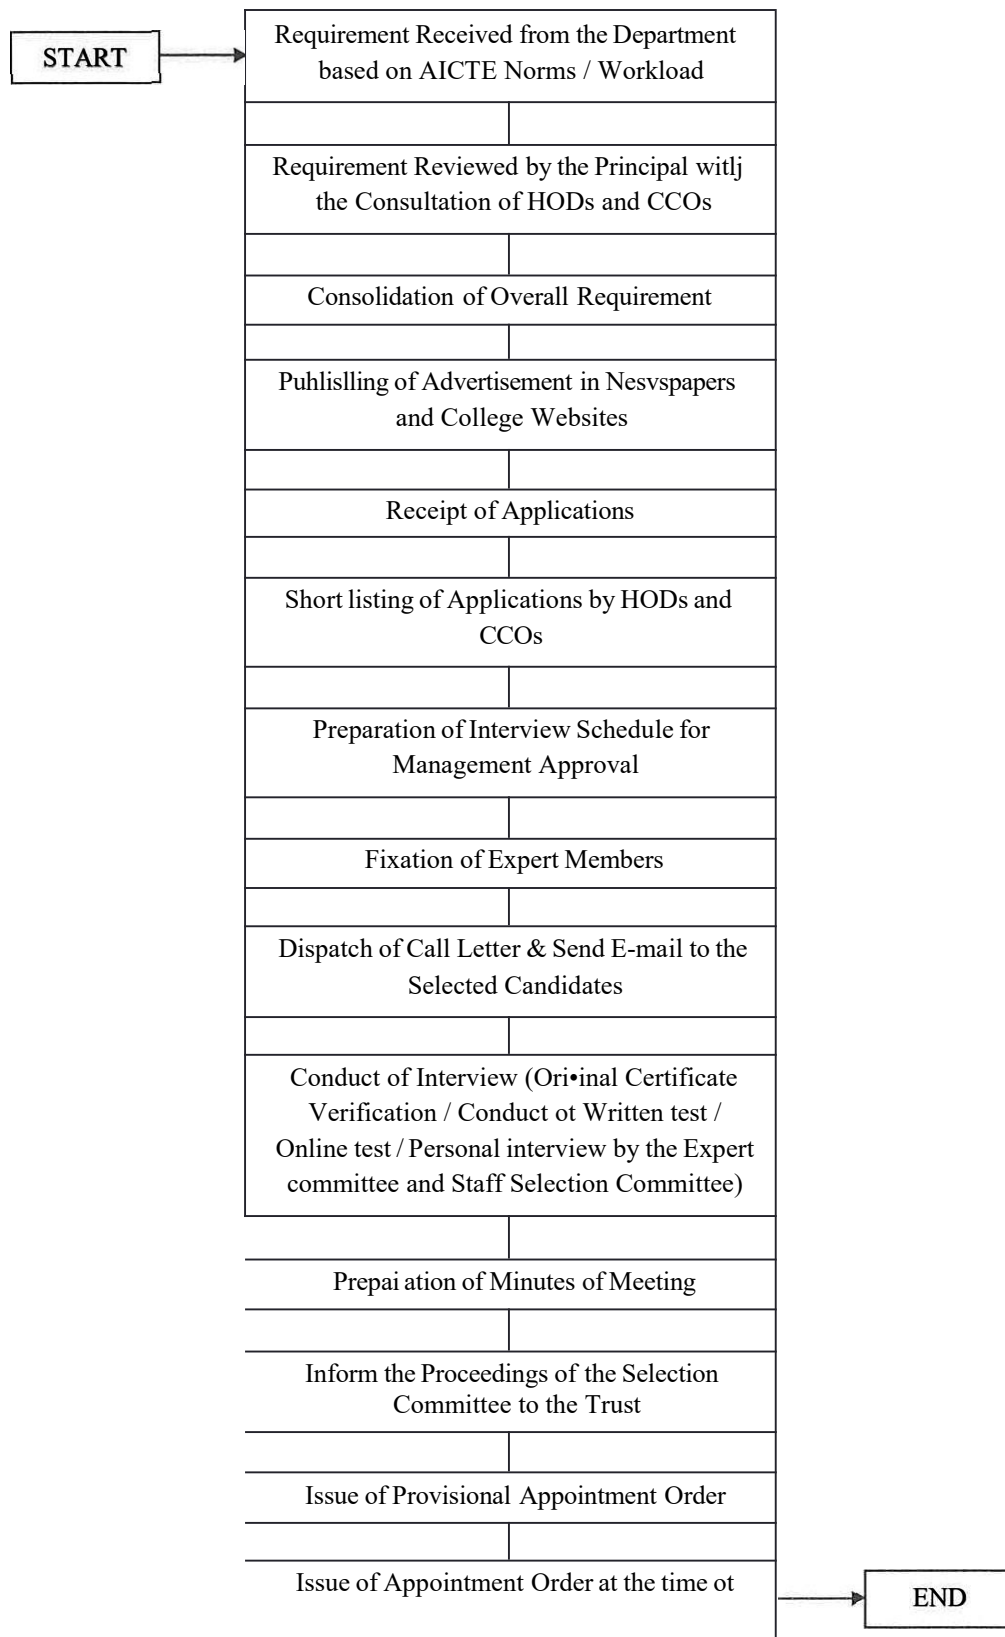 START
Requirement Received from the Department
based on AICTE Norms / Workload
Requirement Reviewed by the Principal witlj
the Consultation of HODs and CCOs
Consolidation of Overall Requirement
Puhlislling of Advertisement in Nesvspapers
and College Websites
Receipt of Applications
Short listing of Applications by HODs and
CCOs
Preparation of Interview Schedule for
Management Approval
Fixation of Expert Members
Dispatch of Call Letter & Send E-mail to the
Selected Candidates
Conduct of Interview (Ori•inal Certificate
Verification / Conduct ot Written test /
Online test / Personal interview by the Expert
committee and Staff Selection Committee)
Prepai ation of Minutes of Meeting
Inform the Proceedings of the Selection
Committee to the Trust
Issue of Provisional Appointment Order
Issue of Appointment Order at the time ot
END